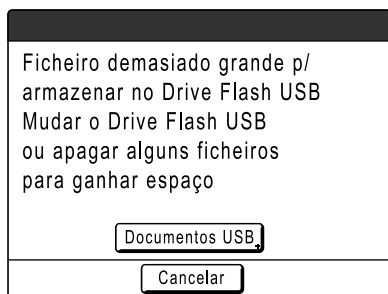 Ficheiro demasiado grande p/
armazenar no Drive Flash USB
Mudar o Drive Flash USB
ou apagar alguns ficheiros
para ganhar espaço
Documentos USB
Cancelar